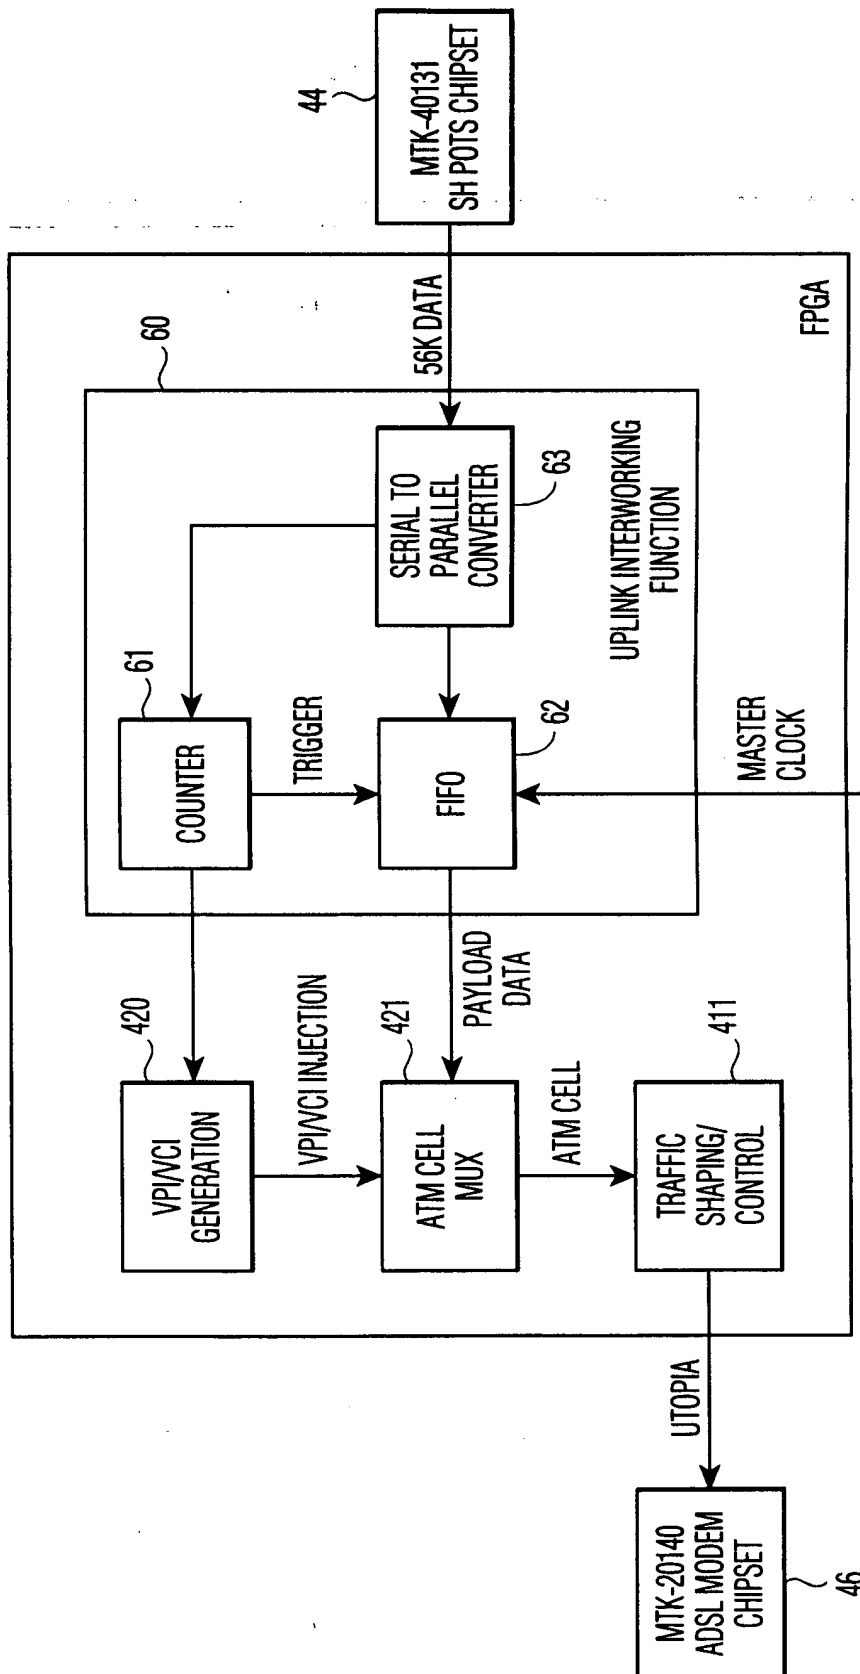 44
MTK-40131
SH POTS CHIPSET
56K DATA
FPGA
60
SERIAL TO
PARALLEL
CONVERTER
63
UPLINK INTERWORKING
FUNCTION
61
COUNTER
TRIGGER
FIFO
62
MASTER
CLOCK
420
VPI/VCI
GENERATION
VPI/VCI INJECTION
421
ATM CELL
MUX
PAYLOAD
DATA
ATM CELL
411
TRAFFIC
SHAPING/
CONTROL
UTOPIA
MTK-20140
ADSL MODEM
CHIPSET
46